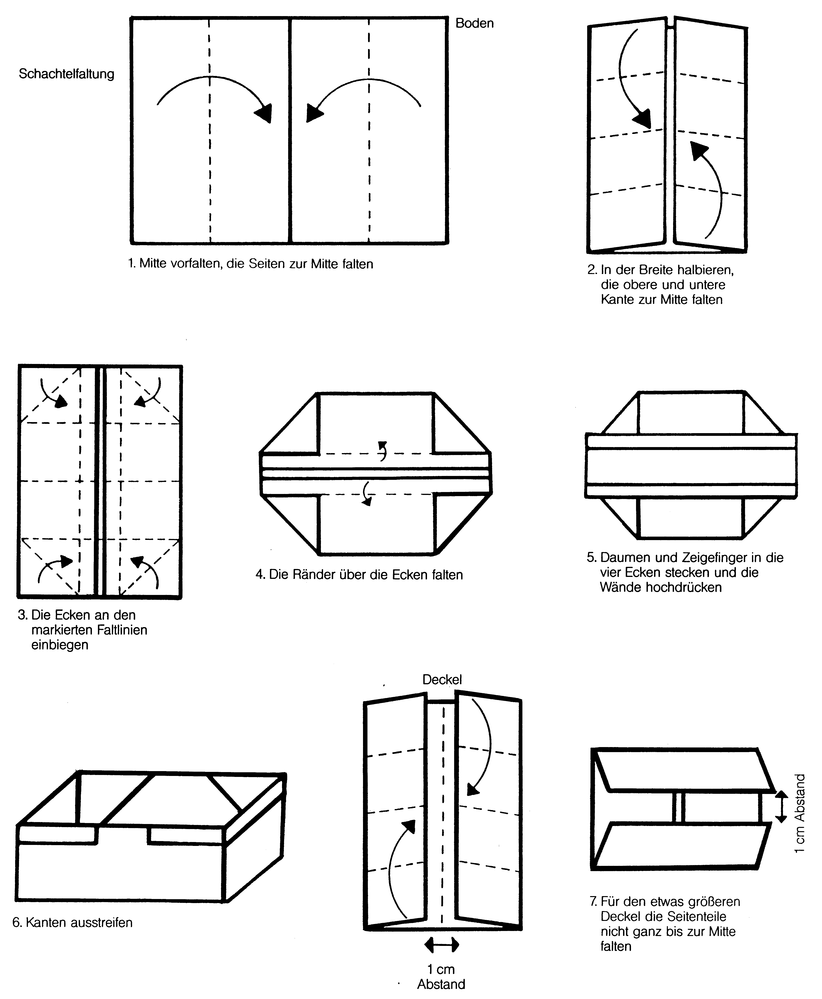 Schachtelfaltung
Boden
1. Mitte vorfalten, die Seiten zur Mitte falten
2. In der Breite halbieren,
die obere und untere
Kante zur Mitte falten
3. Die Ecken an den
markierten Faltlinien
einbiegen
4. Die Ränder über die Ecken falten
5. Daumen und Zeigefinger in die
vier Ecken stecken und die
Wände hochdrücken
6. Kanten ausstreifen
Deckel
1 cm
Abstand
1 cm Abstand
7. Für den etwas größeren
Deckel die Seitenteile
nicht ganz bis zur Mitte
falten